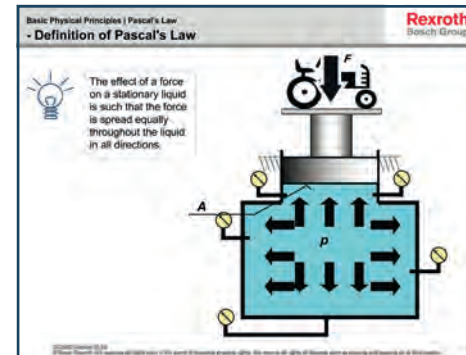 Basic Physical Principles | Pascal's Law
- Definition of Pascal's Law
Rexroth
Bosch Group
The effect of a force
on a stationary liquid
is such that the force
is spread equally
throughout the liquid
in all directions.
F
A
p